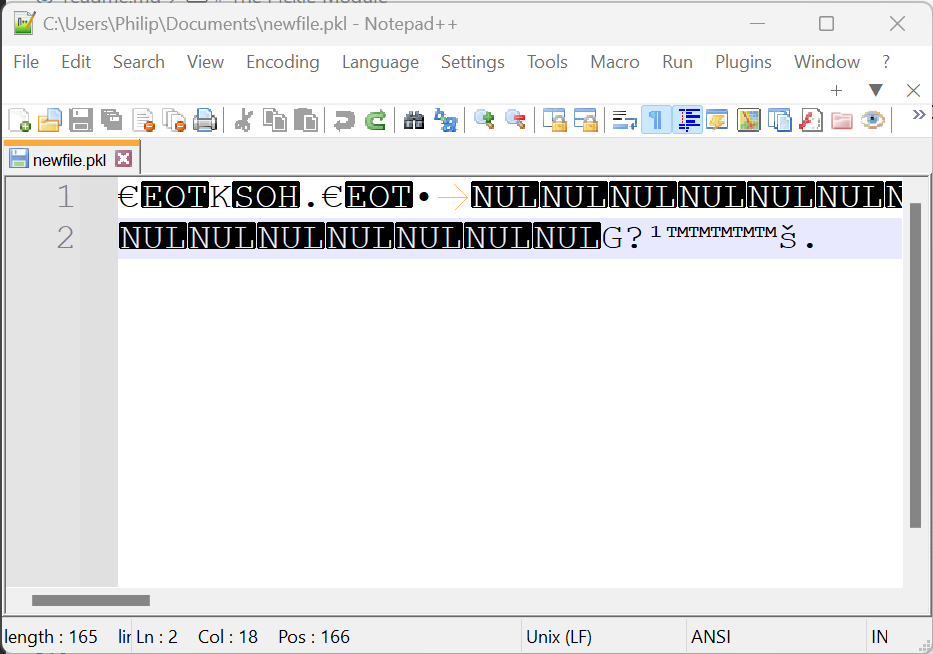 C:\Users\Philip\Documents\newfile.pkl - Notepad++
File Edit Search View Encoding Language Settings Tools Macro Run Plugins Window ?
newfile.pkl
1 €EOTKSOH.€EOT•→NULNULNULNULNULNULN
2 NULNULNULNULNULNULNULG?¹™™™™™š.
length : 165 lir Ln : 2 Col : 18 Pos : 166 Unix (LF) ANSI IN